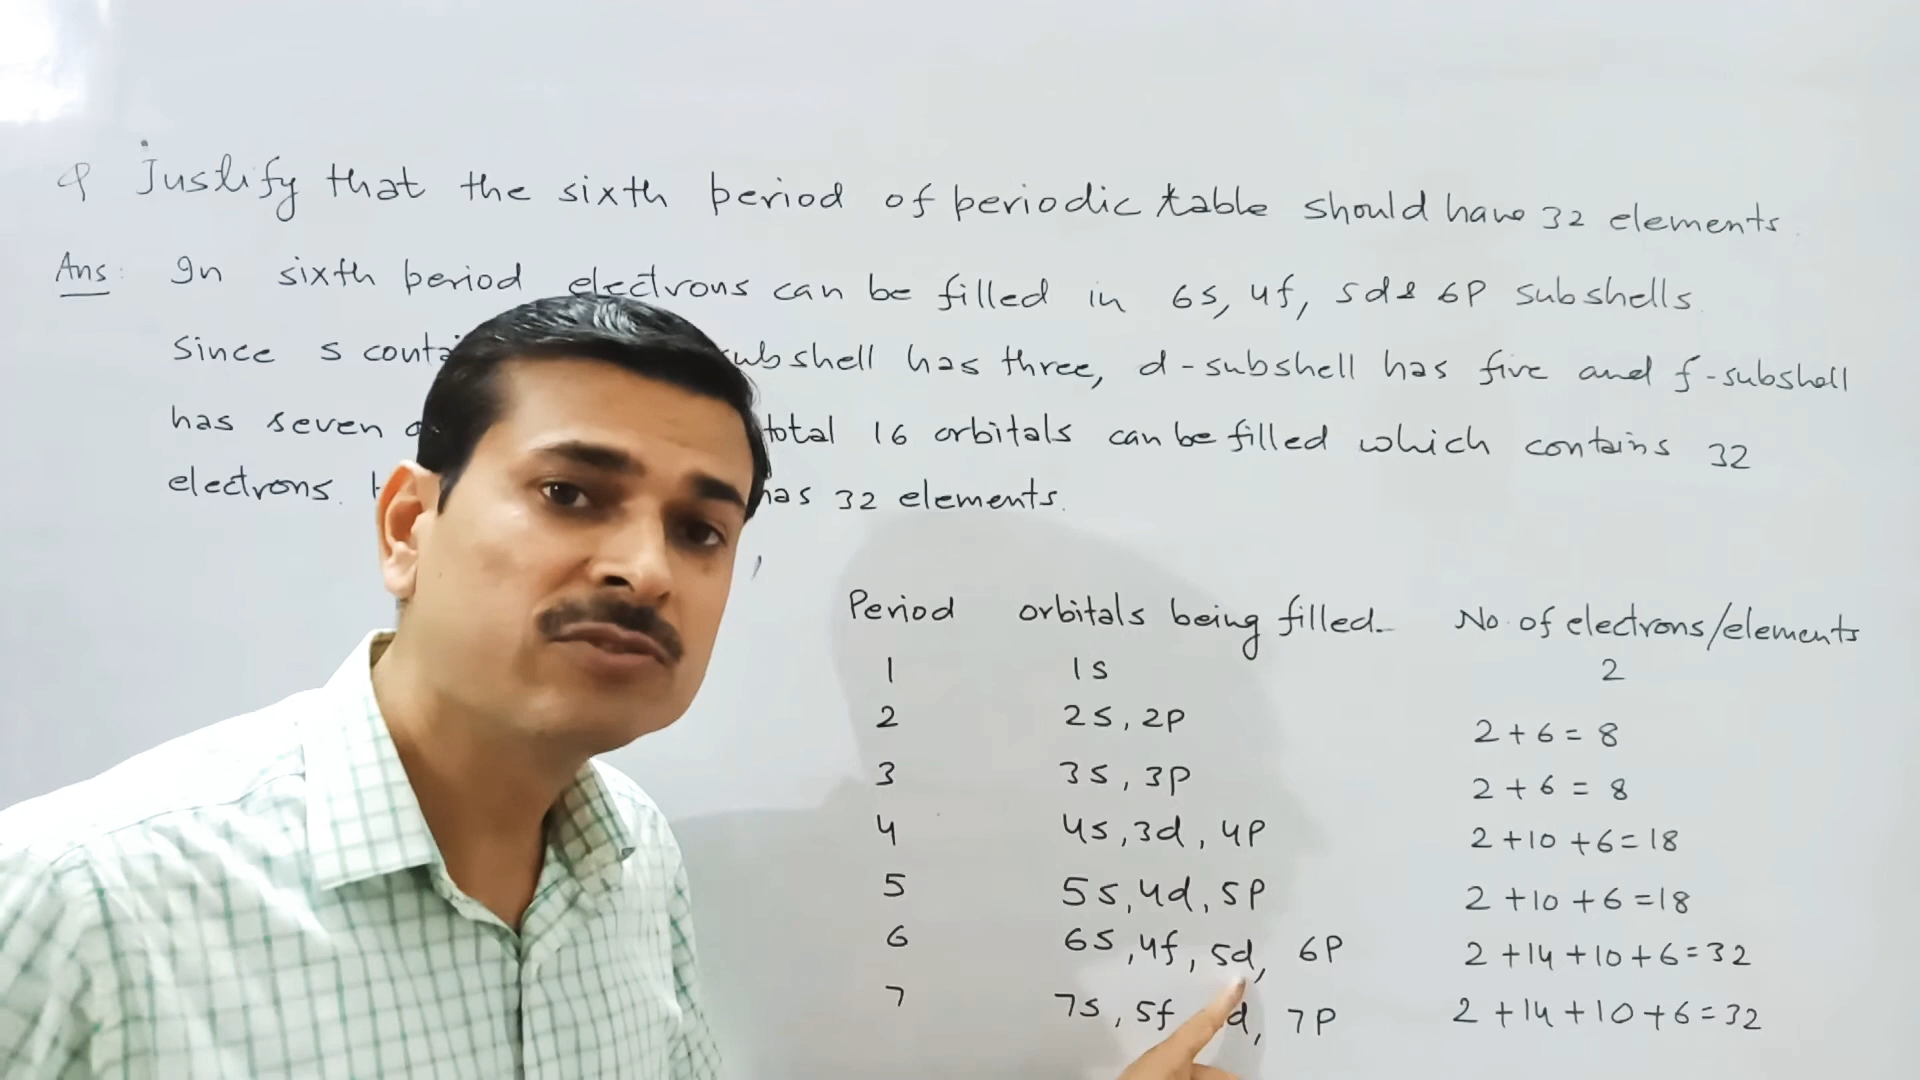 Q Justify that the sixth period of periodic table should have 32 elements.
Ans: In sixth period electrons can be filled in 6s, 4f, 5d & 6P subshells.
Since s subshell has three, d-subshell has five and f-subshell
has seven total 16 orbitals can be filled which contains 32
electrons. has 32 elements.
Period orbitals being filled. No. of electrons/elements
1 1s 2
2 2s, 2P 2+6=8
3 3s, 3P 2+6=8
4 4s, 3d, 4P 2+10+6=18
5 5s, 4d, 5P 2+10+6=18
6 6s, 4f, 5d, 6P 2+14+10+6=32
7 7s, 5f d, 7P 2+14+10+6=32